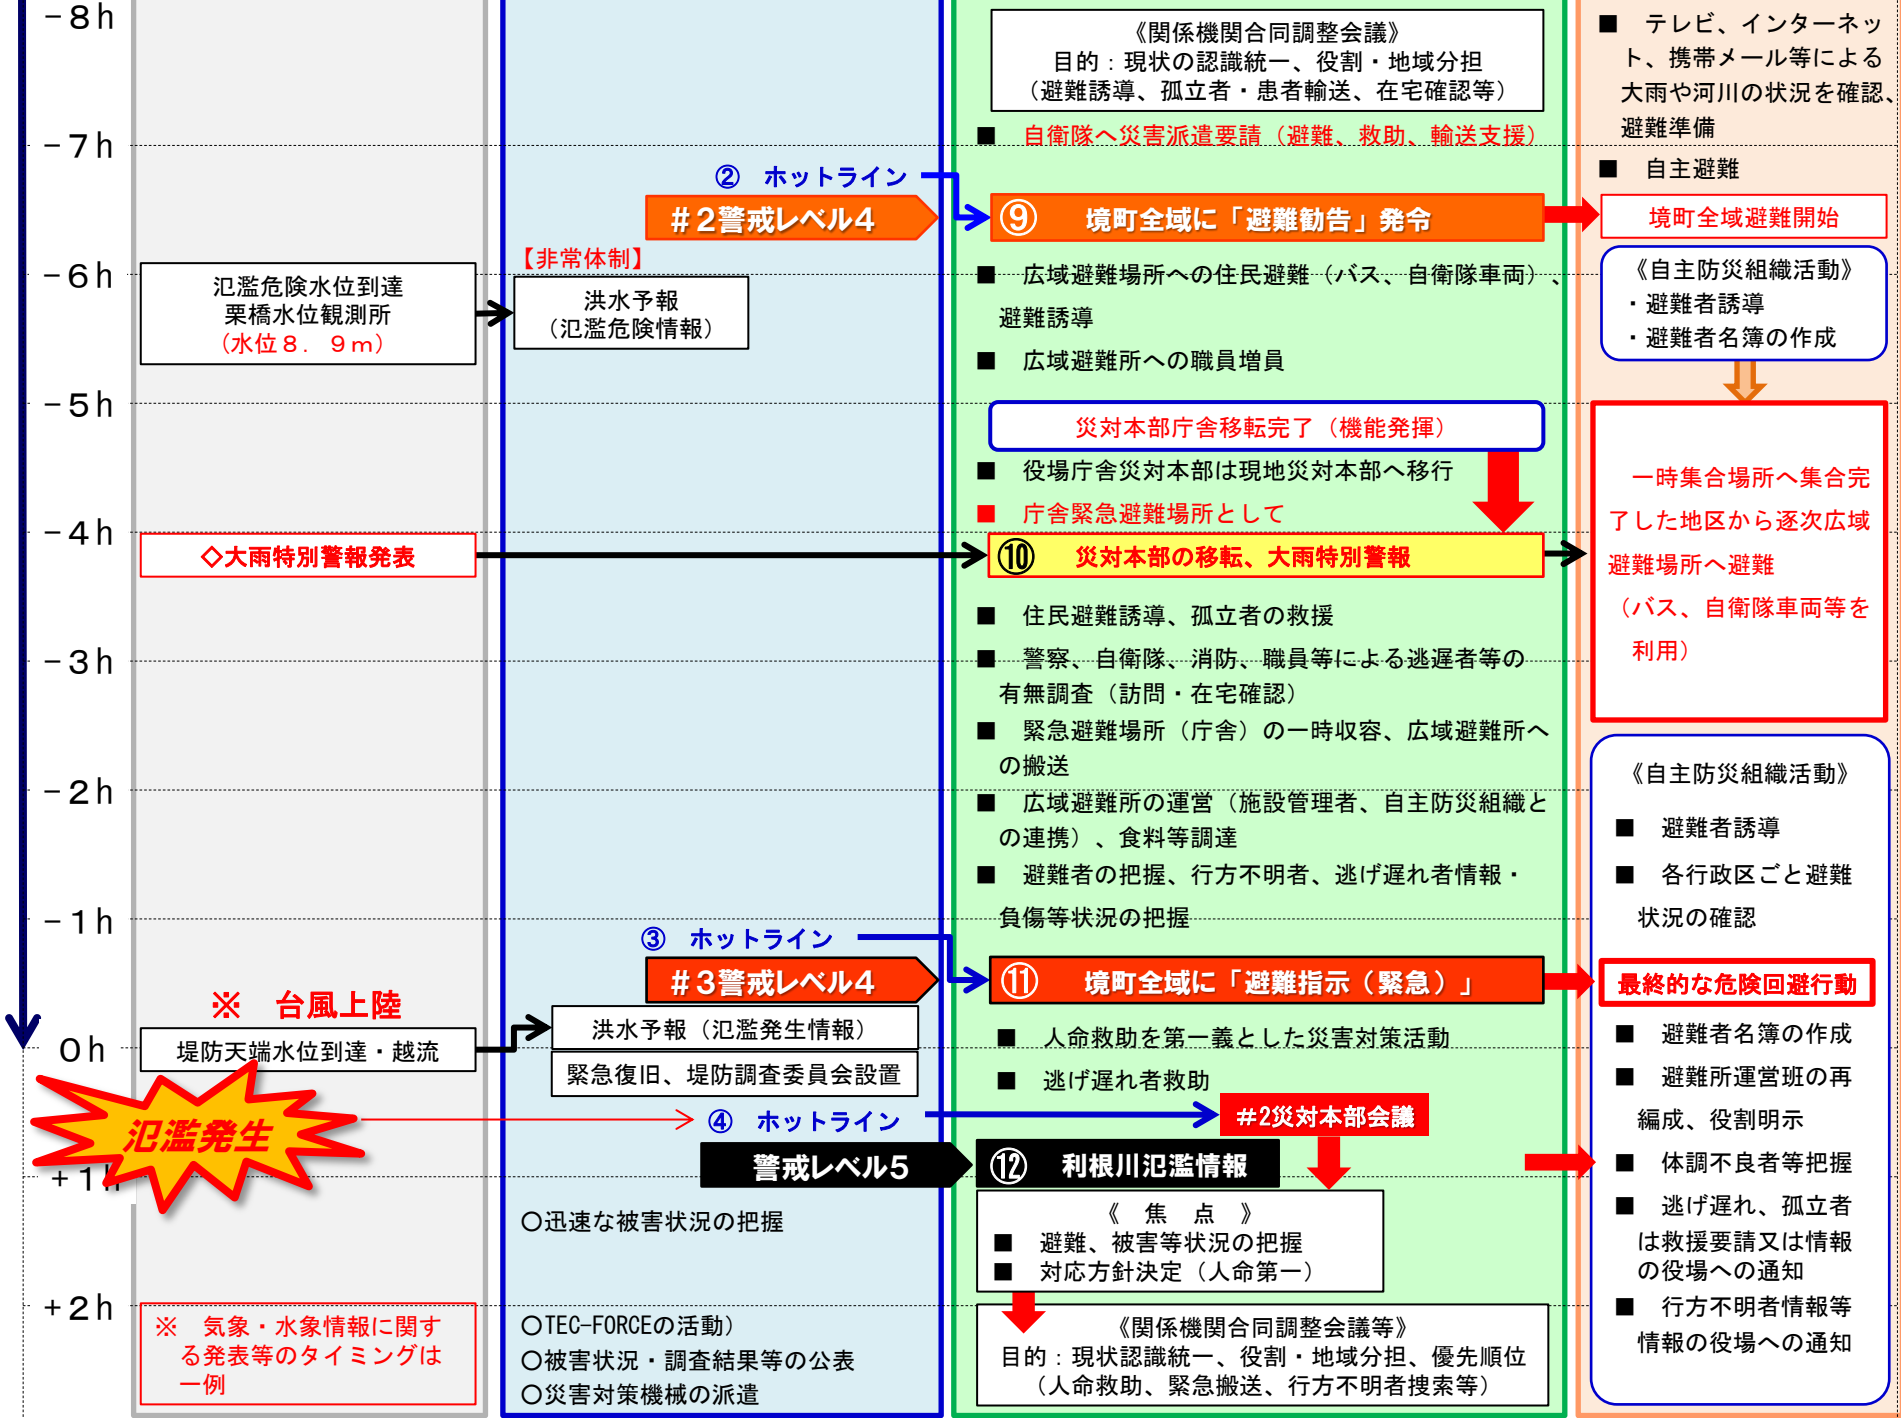 -8h
-7h
-6h
-5h
-4h
-3h
-2h
-1h
0h
+1h
+2h
氾濫危険水位到達
栗橋水位観測所
(水位8.9m)
◇大雨特別警報発表
※ 台風上陸
堤防天端水位到達・越流
氾濫発生
※ 気象・水象情報に関す
る発表等のタイミングは
一例
② ホットライン
#2警戒レベル4
【非常体制】
洪水予報
(氾濫危険情報)
③ ホットライン
#3警戒レベル4
洪水予報(氾濫発生情報)
緊急復旧、堤防調査委員会設置
④ ホットライン
警戒レベル5
○迅速な被害状況の把握
○TEC-FORCEの活動)
○被害状況・調査結果等の公表
○災害対策機械の派遣
《関係機関合同調整会議》
目的:現状の認識統一、役割・地域分担
(避難誘導、孤立者・患者輸送、在宅確認等)
■ 自衛隊へ災害派遣要請(避難、救助、輸送支援)
⑨ 境町全域に「避難勧告」発令
■ 広域避難場所への住民避難(バス、自衛隊車両)、
避難誘導
■ 広域避難所への職員増員
災対本部庁舎移転完了(機能発揮)
■ 役場庁舎災対本部は現地災対本部へ移行
■ 庁舎緊急避難場所として
⑩ 災対本部の移転、大雨特別警報
■ 住民避難誘導、孤立者の救援
■ 警察、自衛隊、消防、職員等による逃遅者等の
有無調査(訪問・在宅確認)
■ 緊急避難場所(庁舎)の一時収容、広域避難所へ
の搬送
■ 広域避難所の運営(施設管理者、自主防災組織と
の連携)、食料等調達
■ 避難者の把握、行方不明者、逃げ遅れ者情報・
負傷等状況の把握
⑪ 境町全域に「避難指示(緊急)」
■ 人命救助を第一義とした災害対策活動
■ 逃げ遅れ者救助
#2災対本部会議
⑫ 利根川氾濫情報
《 焦 点 》
■ 避難、被害等状況の把握
■ 対応方針決定(人命第一)
《関係機関合同調整会議等》
目的:現状認識統一、役割・地域分担、優先順位
(人命救助、緊急搬送、行方不明者捜索等)
■ テレビ、インターネッ
ト、携帯メール等による
大雨や河川の状況を確認、
避難準備
■ 自主避難
境町全域避難開始
《自主防災組織活動》
・避難者誘導
・避難者名簿の作成
一時集合場所へ集合完
了した地区から逐次広域
避難場所へ避難
(バス、自衛隊車両等を
利用)
《自主防災組織活動》
■ 避難者誘導
■ 各行政区ごと避難
状況の確認
最終的な危険回避行動
■ 避難者名簿の作成
■ 避難所運営班の再
編成、役割明示
■ 体調不良者等把握
■ 逃げ遅れ、孤立者
は救援要請又は情報
の役場への通知
■ 行方不明者情報等
情報の役場への通知